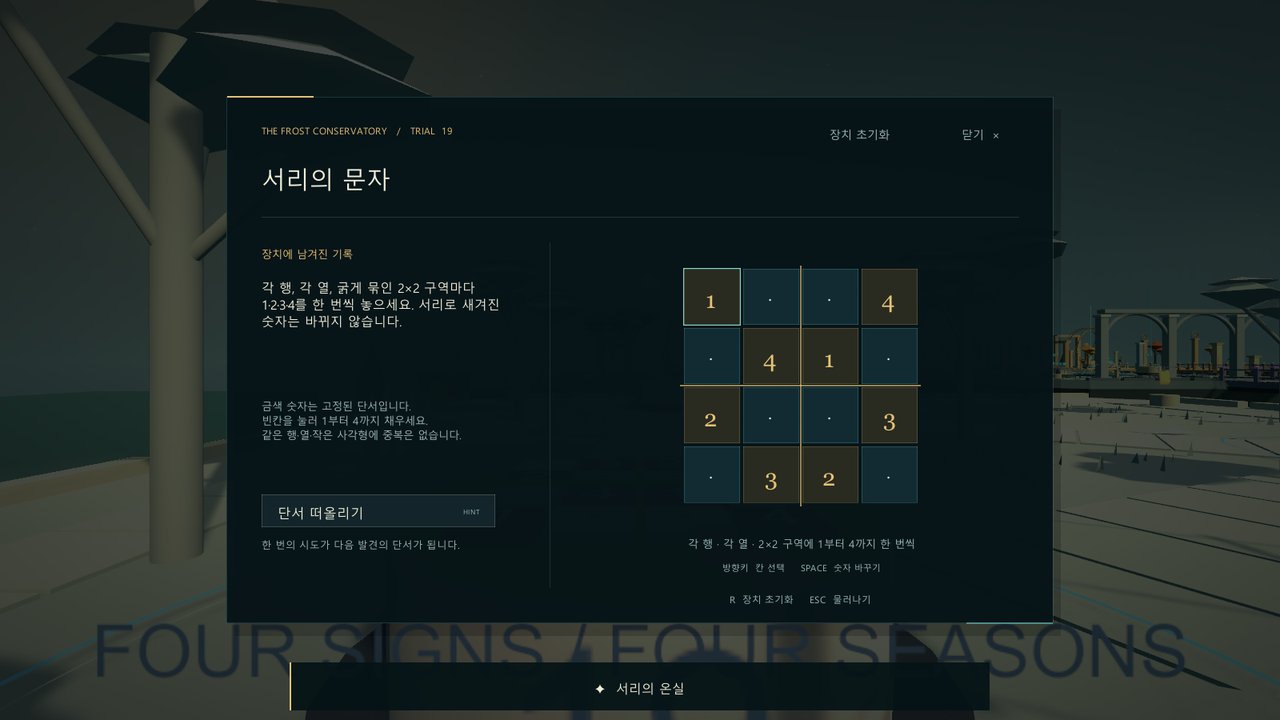 THE FROST CONSERVATORY / TRIAL 19
장치 초기화
닫기 ×
서리의 문자
장치에 남겨진 기록
각 행, 각 열, 굵게 묶인 2×2 구역마다
1·2·3·4를 한 번씩 놓으세요. 서리로 새겨진
숫자는 바뀌지 않습니다.
금색 숫자는 고정된 단서입니다.
빈칸을 눌러 1부터 4까지 채우세요.
같은 행·열·작은 사각형에 중복은 없습니다.
단서 떠올리기 HINT
한 번의 시도가 다음 발견의 단서가 됩니다.
1 · · 4
· 4 1 ·
2 · · 3
· 3 2 ·
각 행 · 각 열 · 2×2 구역에 1부터 4까지 한 번씩
방향키 칸 선택 SPACE 숫자 바꾸기
R 장치 초기화 ESC 물러나기
FOUR SIGNS / FOUR SEASONS
✦ 서리의 온실